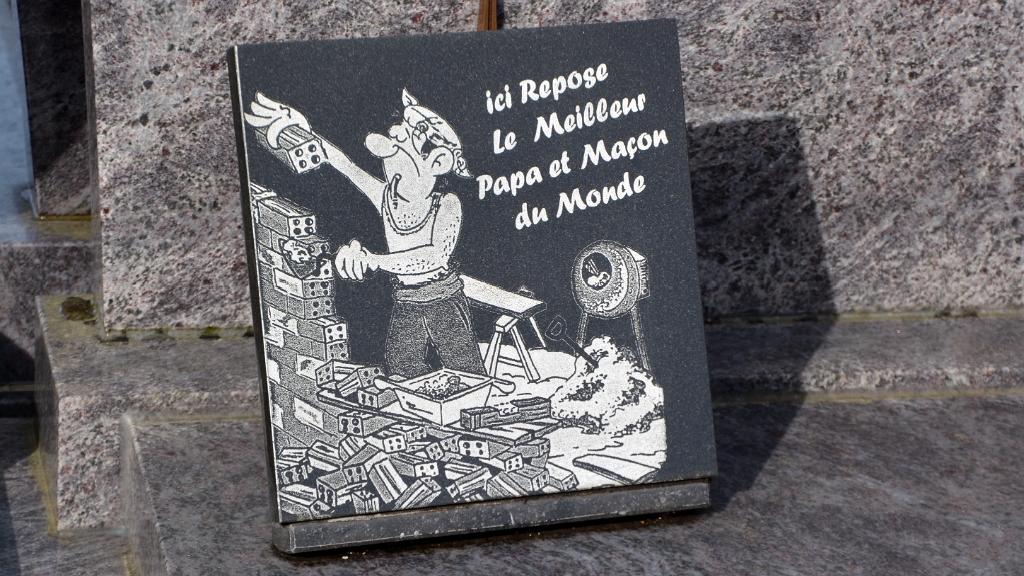 ici Repose
Le Meilleur
Papa et Maçon
du Monde